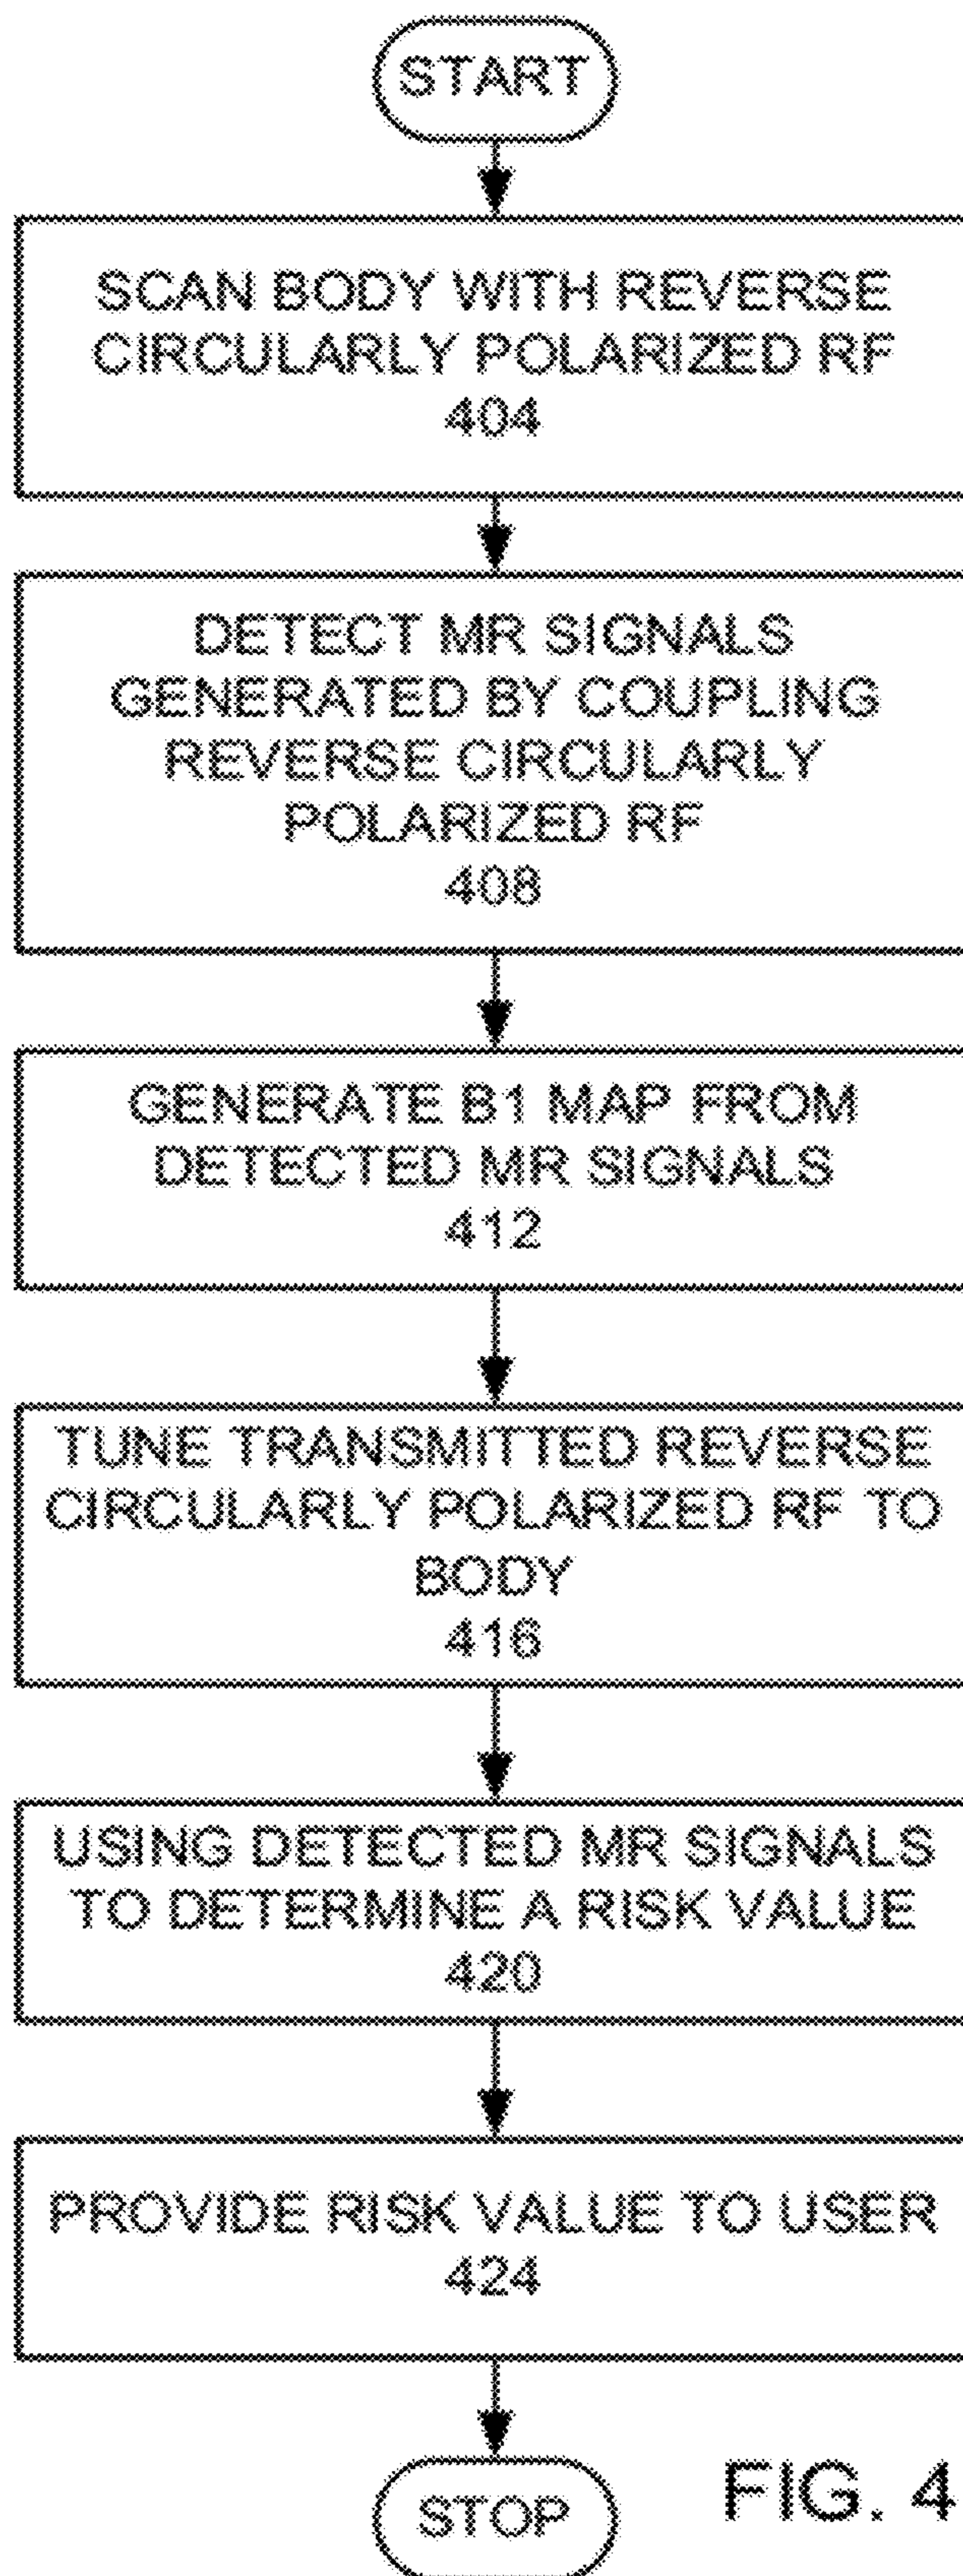 START
SCAN BODY WITH REVERSE
CIRCULARLY POLARIZED RF
404
DETECT MR SIGNALS
GENERATED BY COUPLING
REVERSE CIRCULARLY
POLARIZED RF
408
GENERATE B1 MAP FROM
DETECTED MR SIGNALS
412
TUNE TRANSMITTED REVERSE
CIRCULARLY POLARIZED RF TO
BODY
416
USING DETECTED MR SIGNALS
TO DETERMINE A RISK VALUE
420
PROVIDE RISK VALUE TO USER
424
STOP
FIG. 4